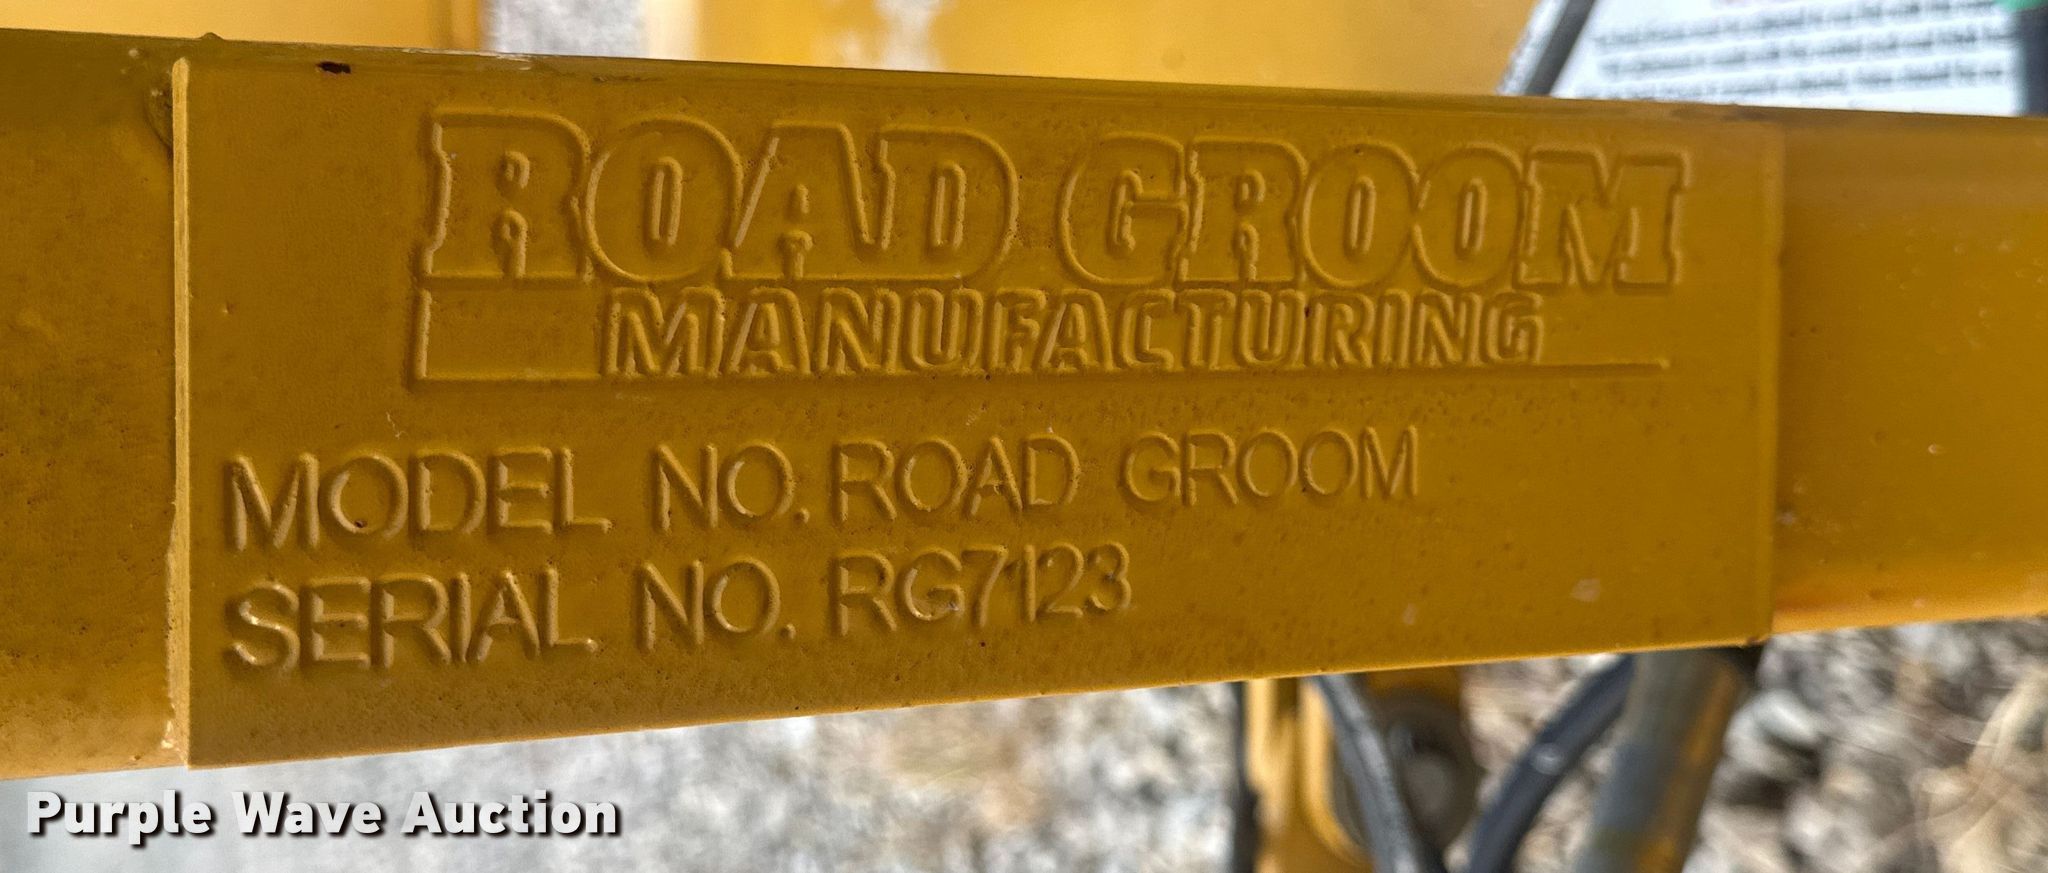 ROAD GROOM
MANUFACTURING
MODEL NO. ROAD GROOM
SERIAL NO. RG7123
Purple Wave Auction